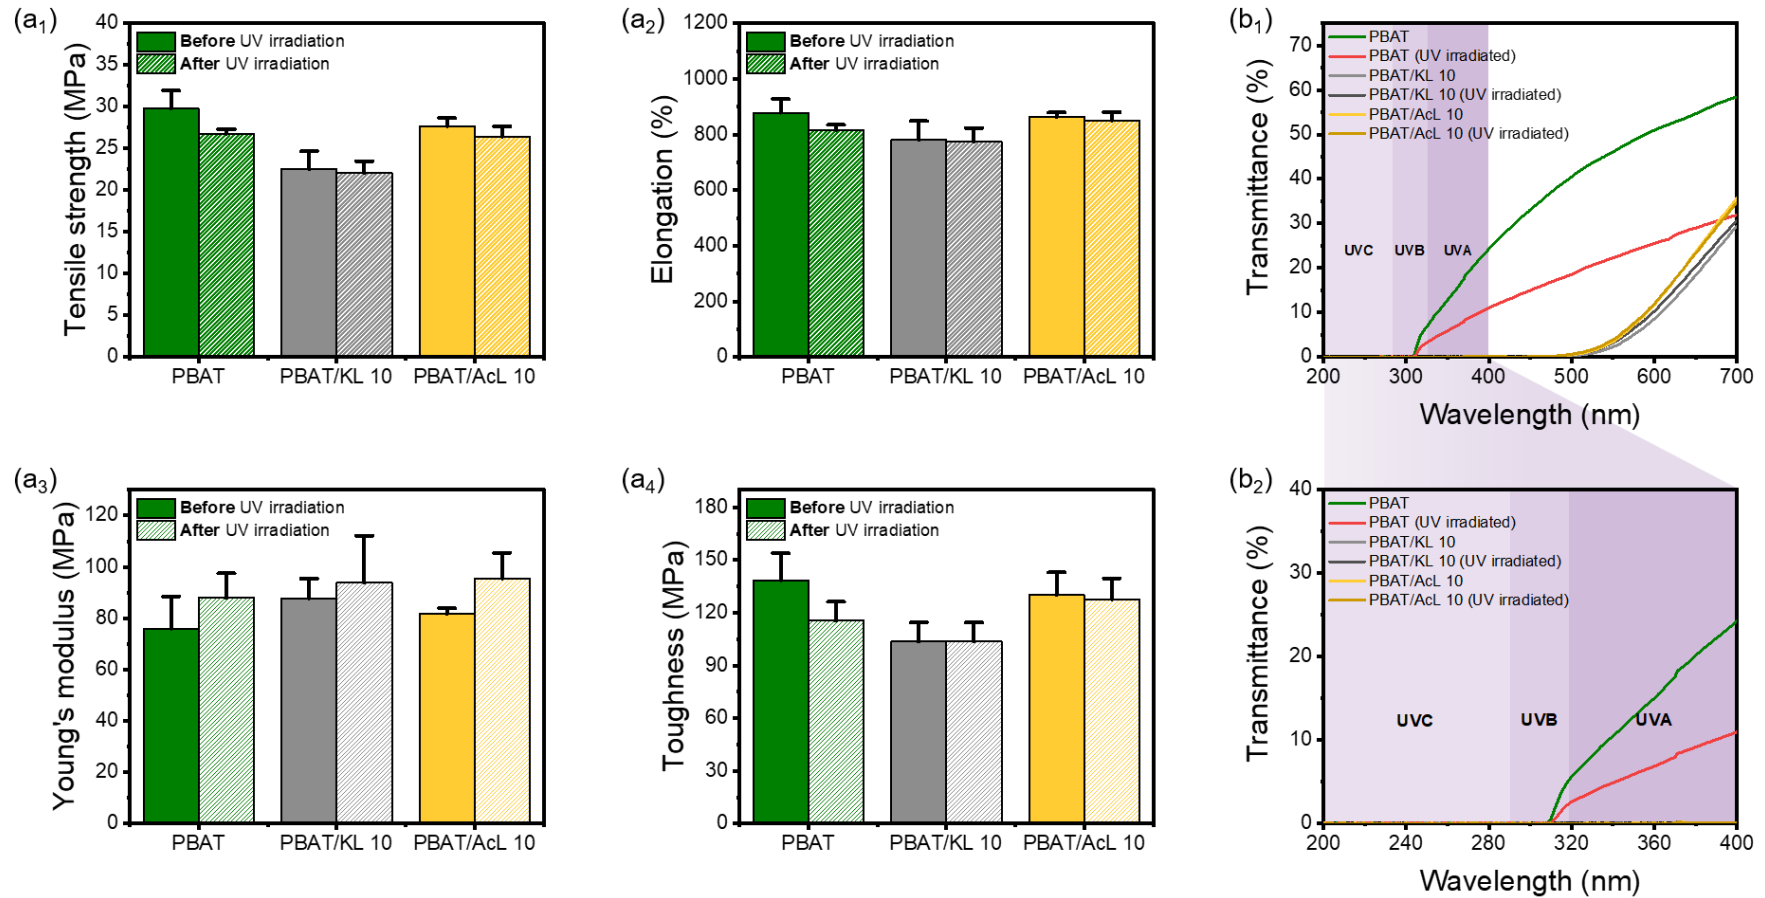 (a1)
40
35
30
25
20
15
10
5
0
Tensile strength (MPa)
Before UV irradiation
After UV irradiation
PBAT
PBAT/KL 10
PBAT/AcL 10
(a2)
1200
1000
800
600
400
200
0
Elongation (%)
Before UV irradiation
After UV irradiation
PBAT
PBAT/KL 10
PBAT/AcL 10
(b1)
70
60
50
40
30
20
10
0
Transmittance (%)
PBAT
PBAT (UV irradiated)
PBAT/KL 10
PBAT/KL 10 (UV irradiated)
PBAT/AcL 10
PBAT/AcL 10 (UV irradiated)
UVC UVB UVA
200 300 400 500 600 700
Wavelength (nm)
(a3)
120
100
80
60
40
20
0
Young's modulus (MPa)
Before UV irradiation
After UV irradiation
PBAT
PBAT/KL 10
PBAT/AcL 10
(a4)
180
150
120
90
60
30
0
Toughness (MPa)
Before UV irradiation
After UV irradiation
PBAT
PBAT/KL 10
PBAT/AcL 10
(b2)
40
30
20
10
0
Transmittance (%)
PBAT
PBAT (UV irradiated)
PBAT/KL 10
PBAT/KL 10 (UV irradiated)
PBAT/AcL 10
PBAT/AcL 10 (UV irradiated)
UVC UVB UVA
200 240 280 320 360 400
Wavelength (nm)